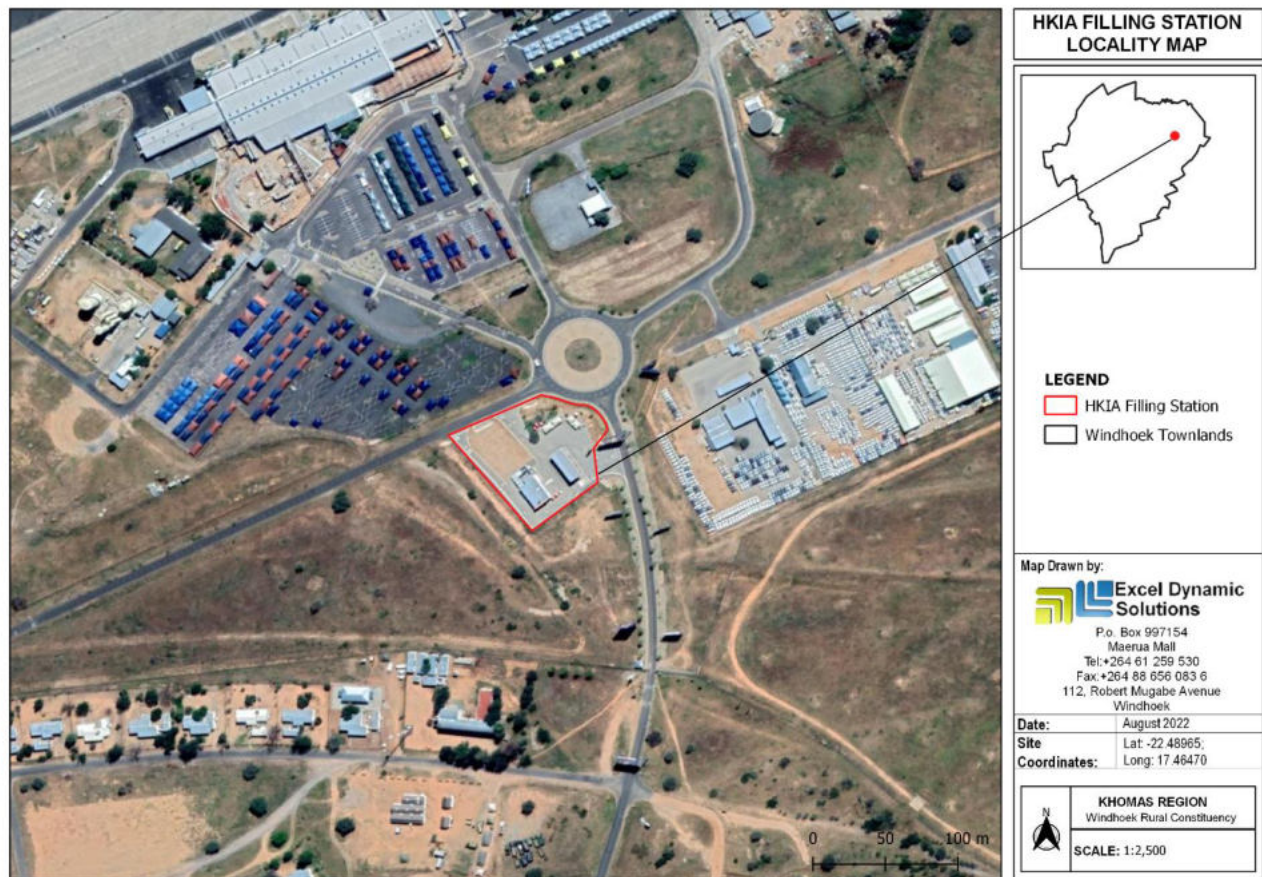 HKIA FILLING STATION
LOCALITY MAP
LEGEND
HKIA Filling Station
Windhoek Townlands
Map Drawn by:
Excel Dynamic
Solutions
P.o. Box 997154
Maerua Mall
Tel:+264 61 259 530
Fax:+264 88 656 083 6
112, Robert Mugabe Avenue
Windhoek
Date: August 2022
Site Lat: -22.48965;
Coordinates: Long: 17.46470
N
KHOMAS REGION
Windhoek Rural Constituency
SCALE: 1:2,500
0 50 100 m